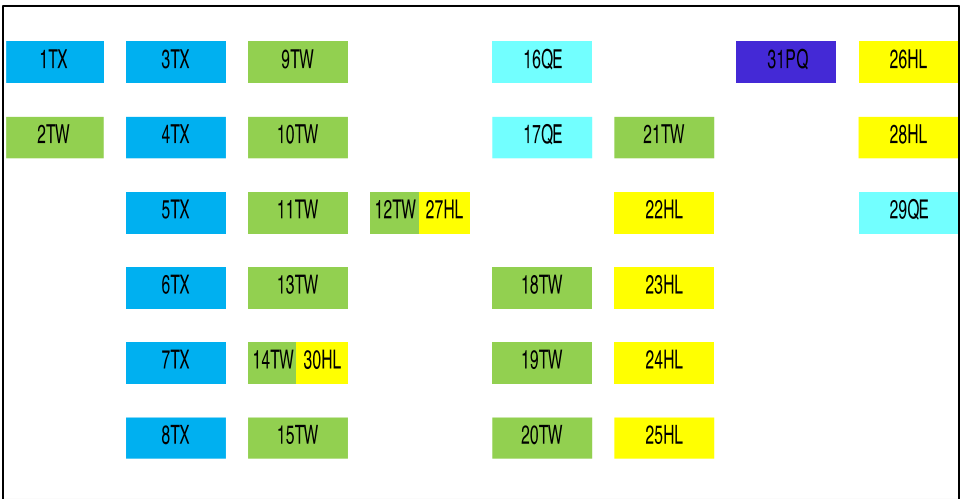 1TX 3TX 9TW 16QE 31PQ 26HL
2TW 4TX 10TW 17QE 21TW 28HL
5TX 11TW 12TW 27HL 22HL 29QE
6TX 13TW 18TW 23HL
7TX 14TW 30HL 19TW 24HL
8TX 15TW 20TW 25HL